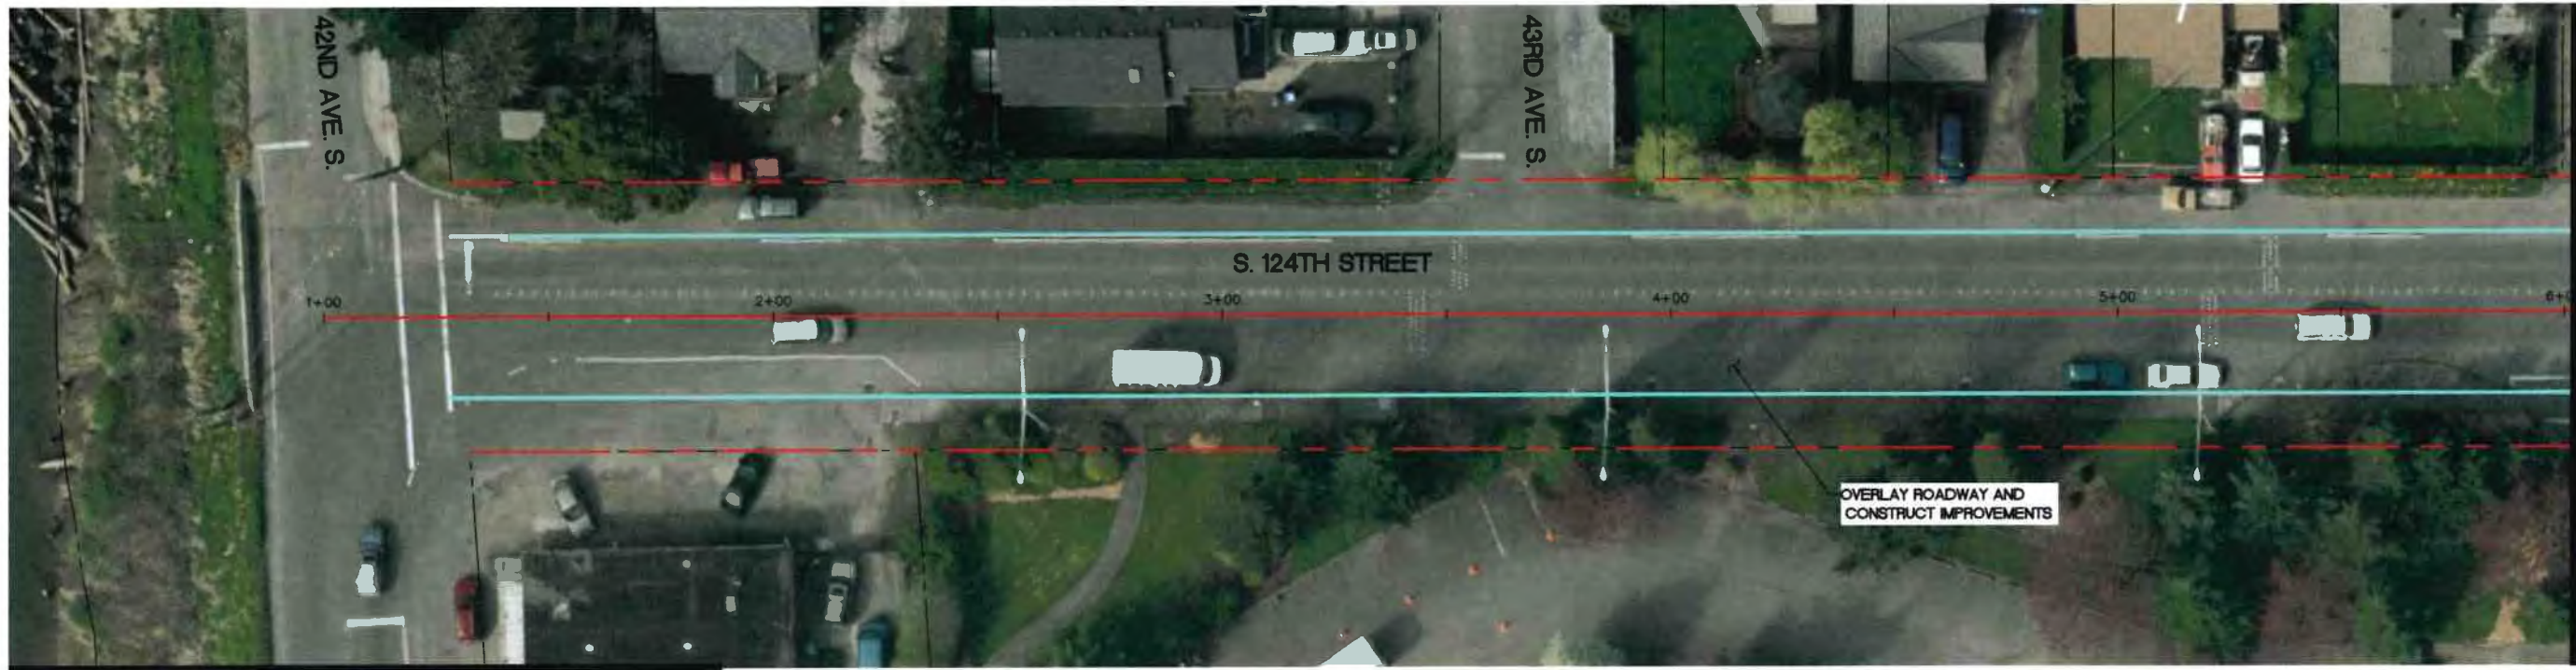 42ND AVE. S.
43RD AVE. S.
S. 124TH STREET
1+00
2+00
3+00
4+00
5+00
6+
OVERLAY ROADWAY AND
CONSTRUCT IMPROVEMENTS